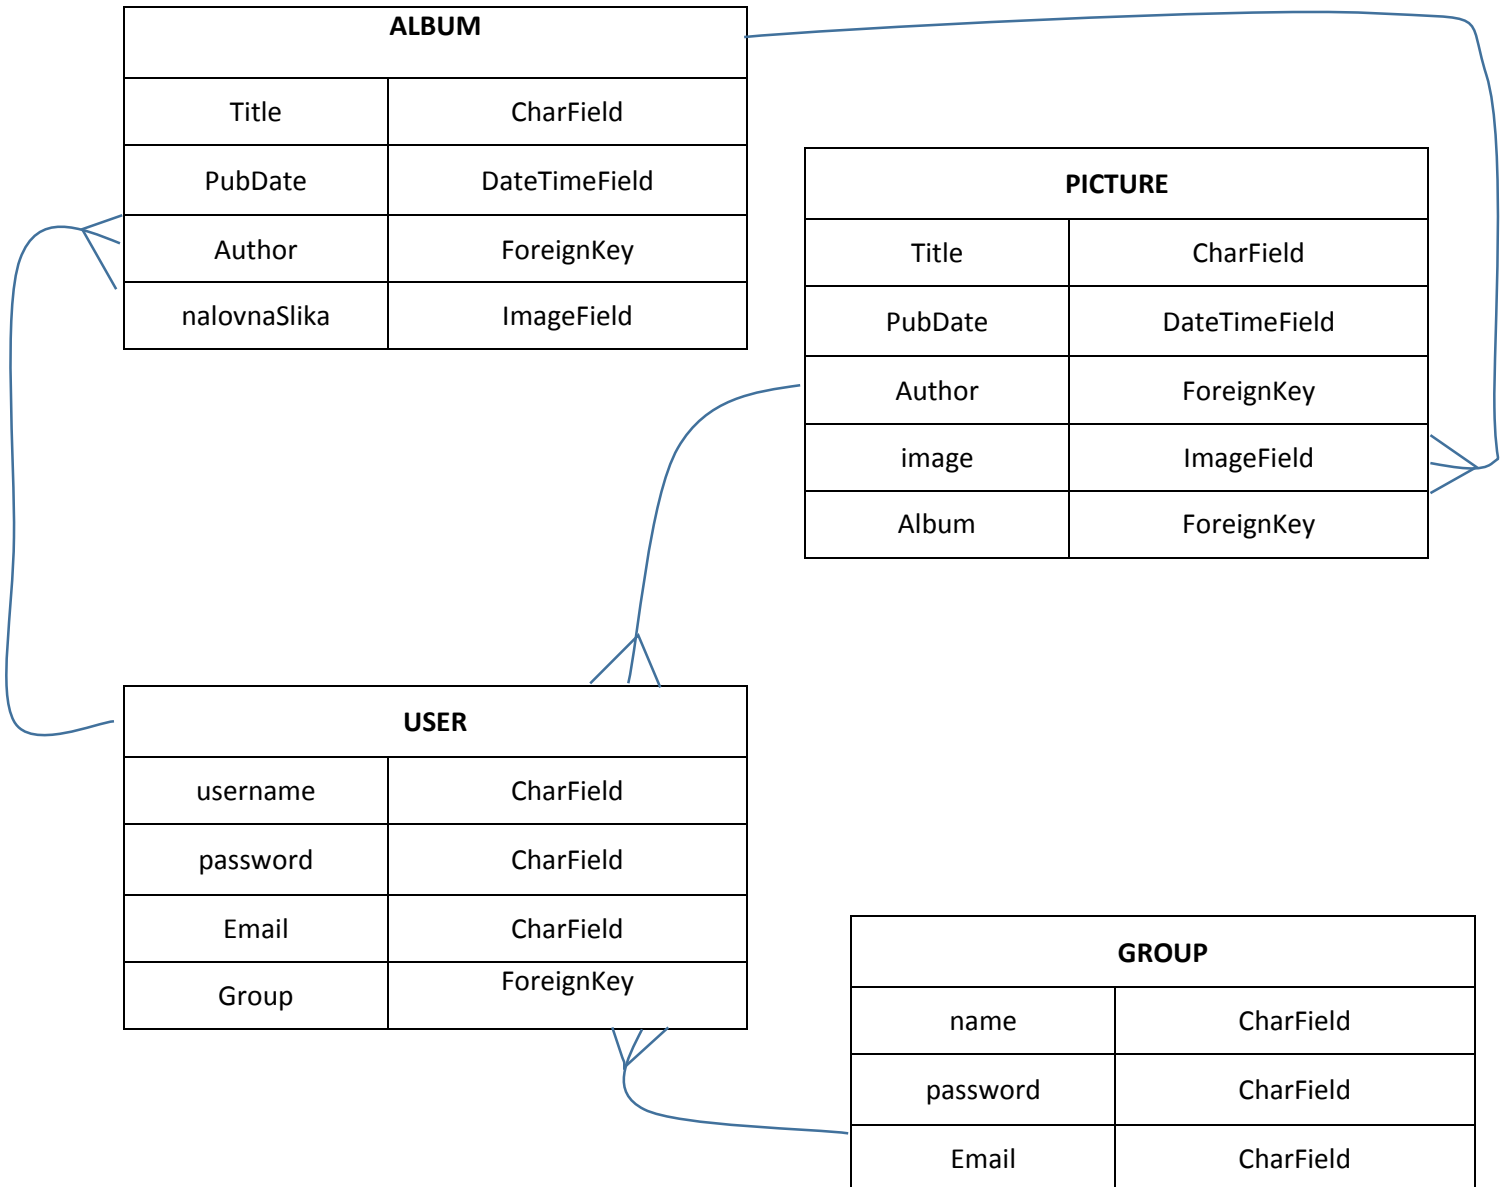 ALBUM
Title CharField
PubDate DateTimeField
Author ForeignKey
nalovnaSlika ImageField
PICTURE
Title CharField
PubDate DateTimeField
Author ForeignKey
image ImageField
Album ForeignKey
USER
username CharField
password CharField
Email CharField
Group ForeignKey
GROUP
name CharField
password CharField
Email CharField